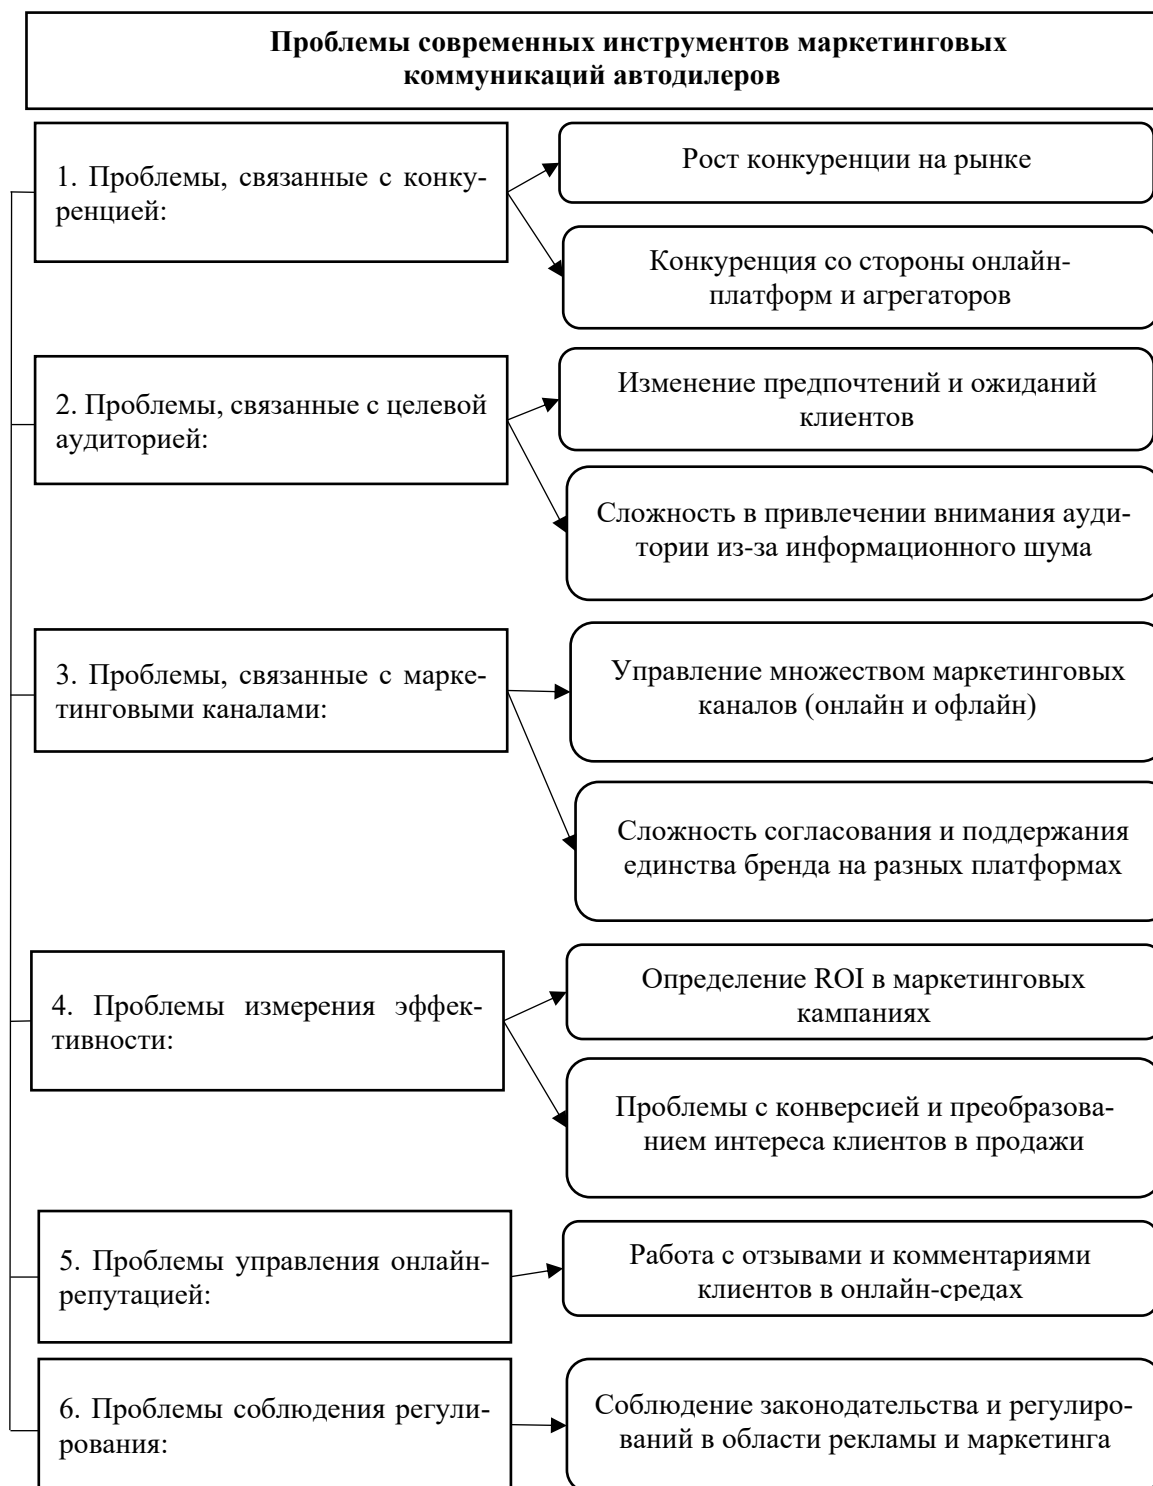 Проблемы современных инструментов маркетинговых
коммуникаций автодилеров
1. Проблемы, связанные с конку-
ренцией:
Рост конкуренции на рынке
Конкуренция со стороны онлайн-
платформ и агрегаторов
2. Проблемы, связанные с целевой
аудиторией:
Изменение предпочтений и ожиданий
клиентов
Сложность в привлечении внимания ауди-
тории из-за информационного шума
3. Проблемы, связанные с марке-
тинговыми каналами:
Управление множеством маркетинговых
каналов (онлайн и офлайн)
Сложность согласования и поддержания
единства бренда на разных платформах
4. Проблемы измерения эффек-
тивности:
Определение ROI в маркетинговых
кампаниях
Проблемы с конверсией и преобразова-
нием интереса клиентов в продажи
5. Проблемы управления онлайн-
репутацией:
Работа с отзывами и комментариями
клиентов в онлайн-средах
6. Проблемы соблюдения регули-
рования:
Соблюдение законодательства и регулиро-
ваний в области рекламы и маркетинга